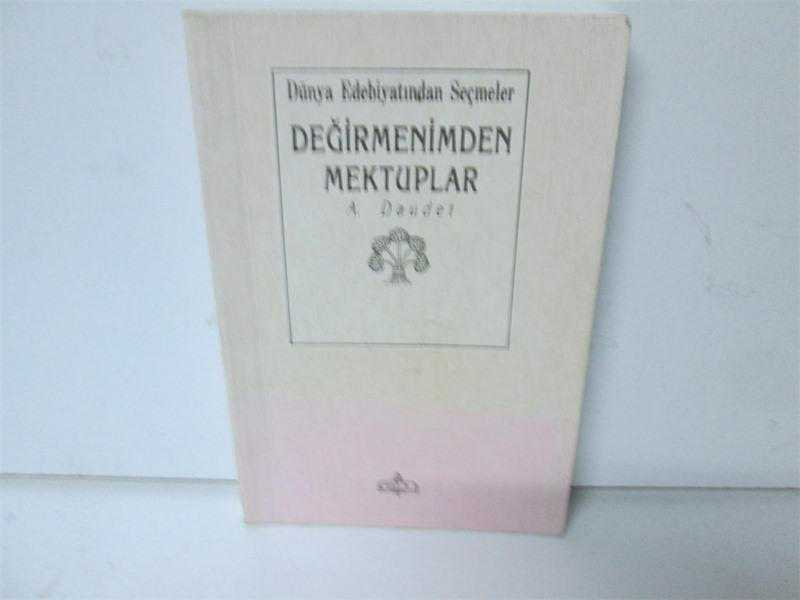 Dünya Edebiyatından Seçmeler
DEĞİRMENİMDEN
MEKTUPLAR
A. Daudet